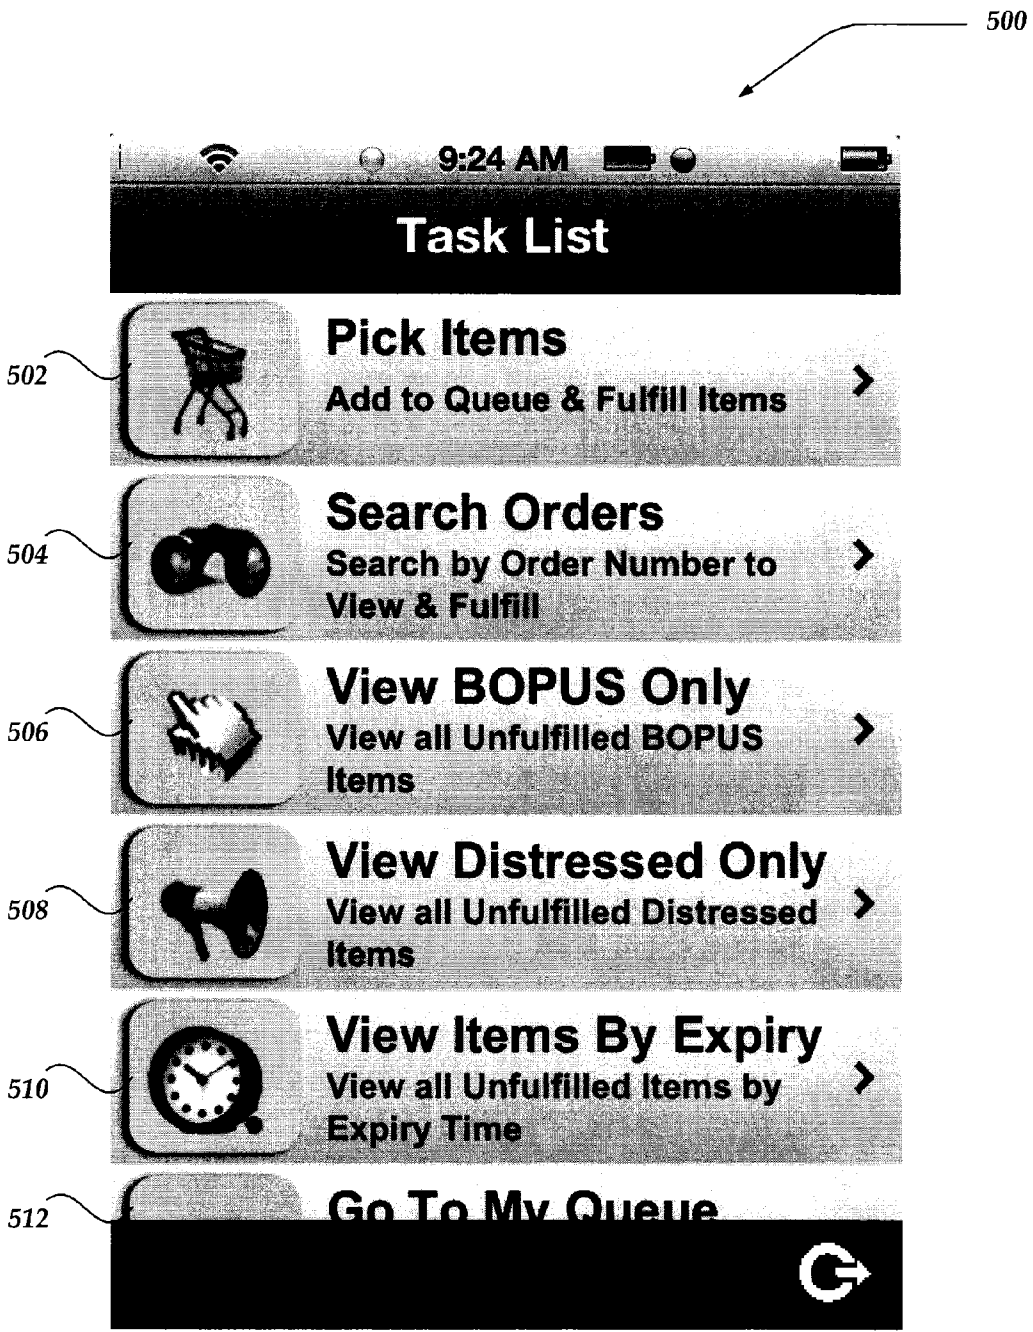 500
9:24 AM
Task List
502
Pick Items
Add to Queue & Fulfill Items
504
Search Orders
Search by Order Number to
View & Fulfill
506
View BOPUS Only
View all Unfulfilled BOPUS
Items
508
View Distressed Only
View all Unfulfilled Distressed
Items
510
View Items By Expiry
View all Unfulfilled Items by
Expiry Time
512
Go To My Queue